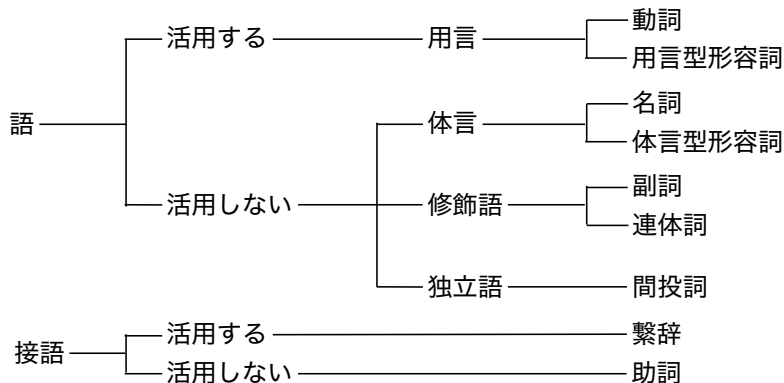 動詞
活用する 用言
用言型形容詞
名詞
語 体言
体言型形容詞
副詞
活用しない 修飾語
連体詞
独立語 間投詞
活用する 繋辞
接語
活用しない 助詞